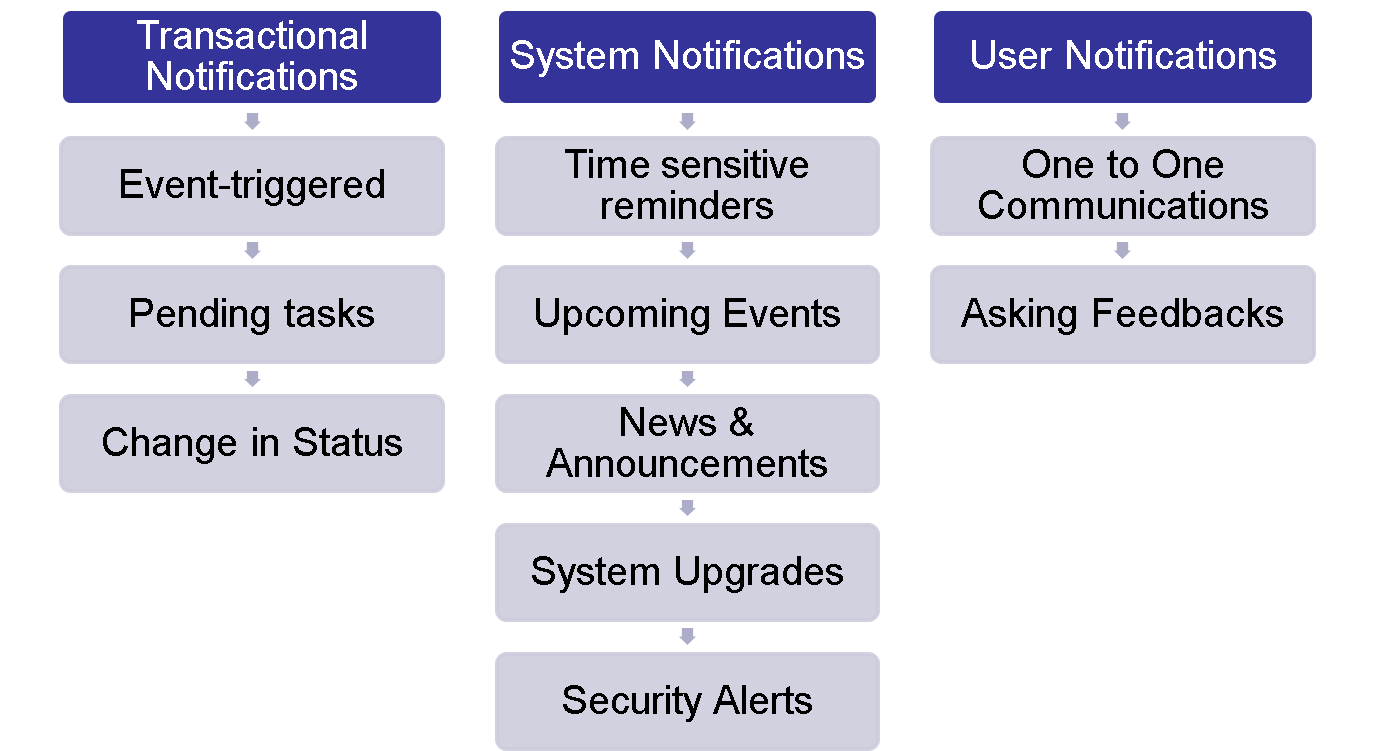 Transactional
Notifications
Event-triggered
Pending tasks
Change in Status
System Notifications
Time sensitive
reminders
Upcoming Events
News &
Announcements
System Upgrades
Security Alerts
User Notifications
One to One
Communications
Asking Feedbacks